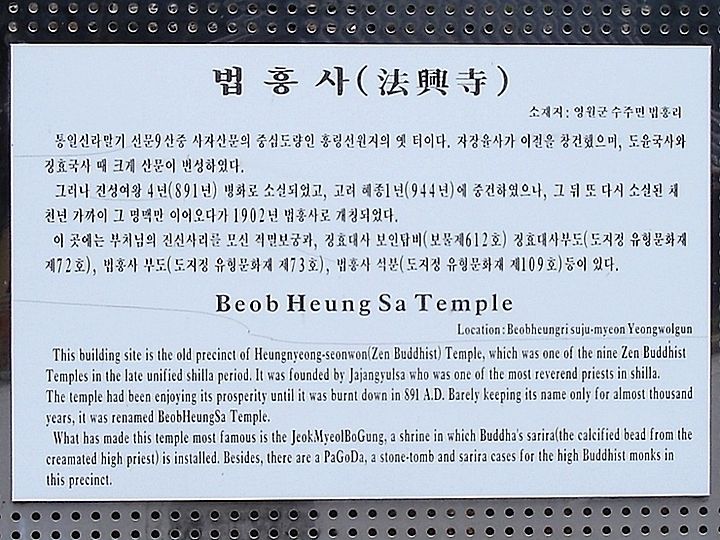 법 흥 사(法興寺)
소재지: 영월군 수주면 법흥리
통일신라말기 선문9산중 사자산문의 중심도량인 흥령선원지의 옛 터이다. 자장율사가 이절을 창건했으며, 도윤국사와
징효국사 때 크게 산문이 번성하였다.
그러나 진성여왕 4년(891년) 병화로 소실되었고, 고려 혜종1년(944년)에 중건하였으나, 그 뒤 또 다시 소실된 채
천년 가까이 그 명맥만 이어오다가 1902년 법흥사로 개칭되었다.
이 곳에는 부처님의 진신사리를 모신 적멸보궁과, 징효대사 보인탑비(보물제612호) 징효대사부도(도지정 유형문화재
제72호), 법흥사 부도(도지정 유형문화재 제73호), 법흥사 석분(도지정 유형문화재 제109호)등이 있다.
Beob Heung Sa Temple
Location : Beobheungri suju-myeon Yeongwolgun
This building site is the old precinct of Heungnyeong-seonwon(Zen Buddhist) Temple, which was one of the nine Zen Buddhist
Temples in the late unified shilla period. It was founded by Jajangyulsa who was one of the most reverend priests in shilla.
The temple had been enjoying its prosperity until it was burnt down in 891 A.D. Barely keeping its name only for almost thousand
years, it was renamed BeobHeungSa Temple.
What has made this temple most famous is the JeokMyeolBoGung, a shrine in which Buddha's sarira(the calcified bead from the
creamated high priest) is installed. Besides, there are a PaGoDa, a stone-tomb and sarira cases for the high Buddhist monks in
this precinct.